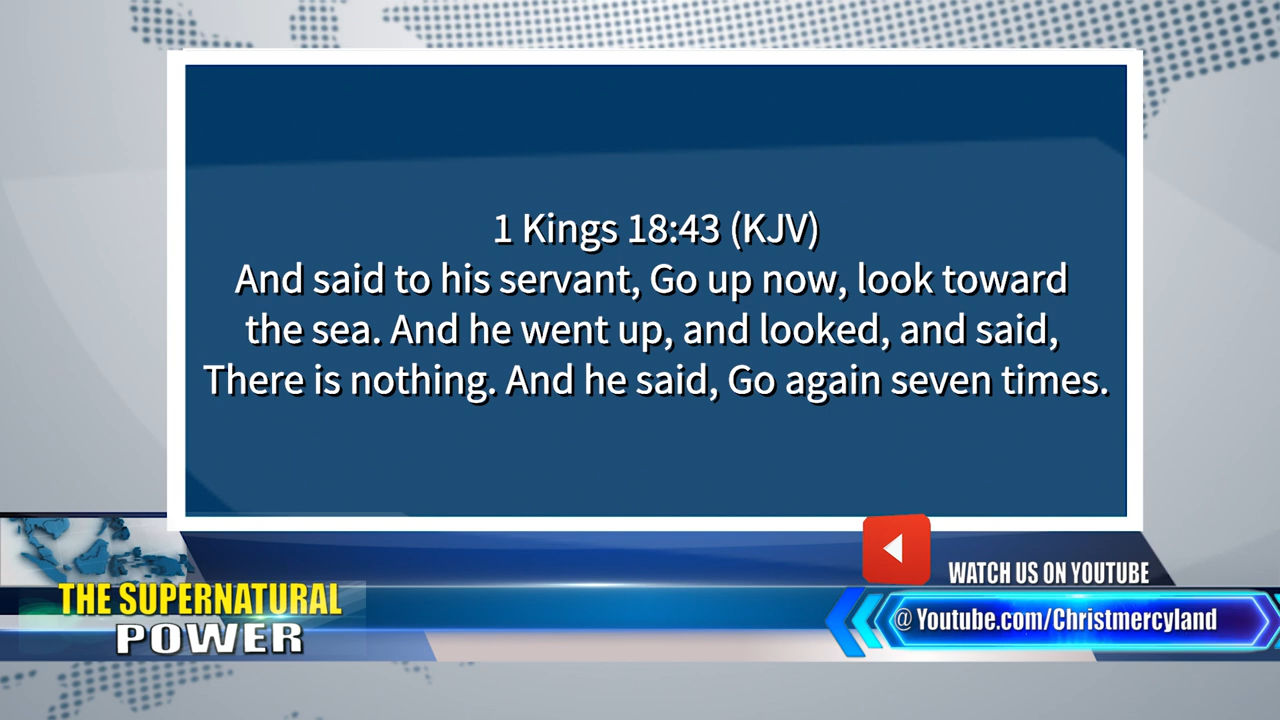 1 Kings 18:43 (KJV)
And said to his servant, Go up now, look toward
the sea. And he went up, and looked, and said,
There is nothing. And he said, Go again seven times.
WATCH US ON YOUTUBE
THE SUPERNATURAL
POWER
@ Youtube.com/Christmercyland